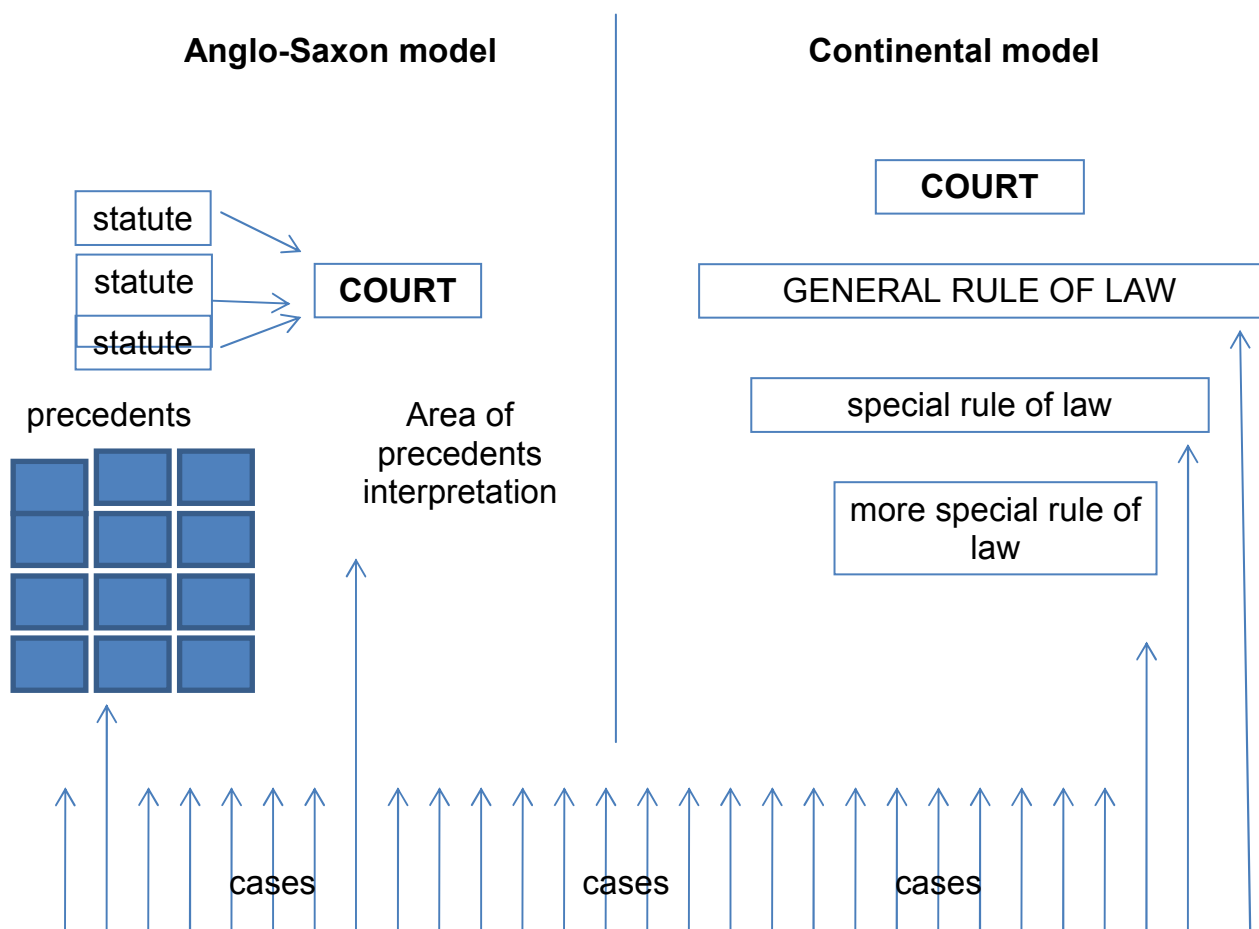 Anglo-Saxon model
statute
statute
statute
COURT
precedents
Area of
precedents
interpretation
Continental model
COURT
GENERAL RULE OF LAW
special rule of law
more special rule of
law
cases
cases
cases